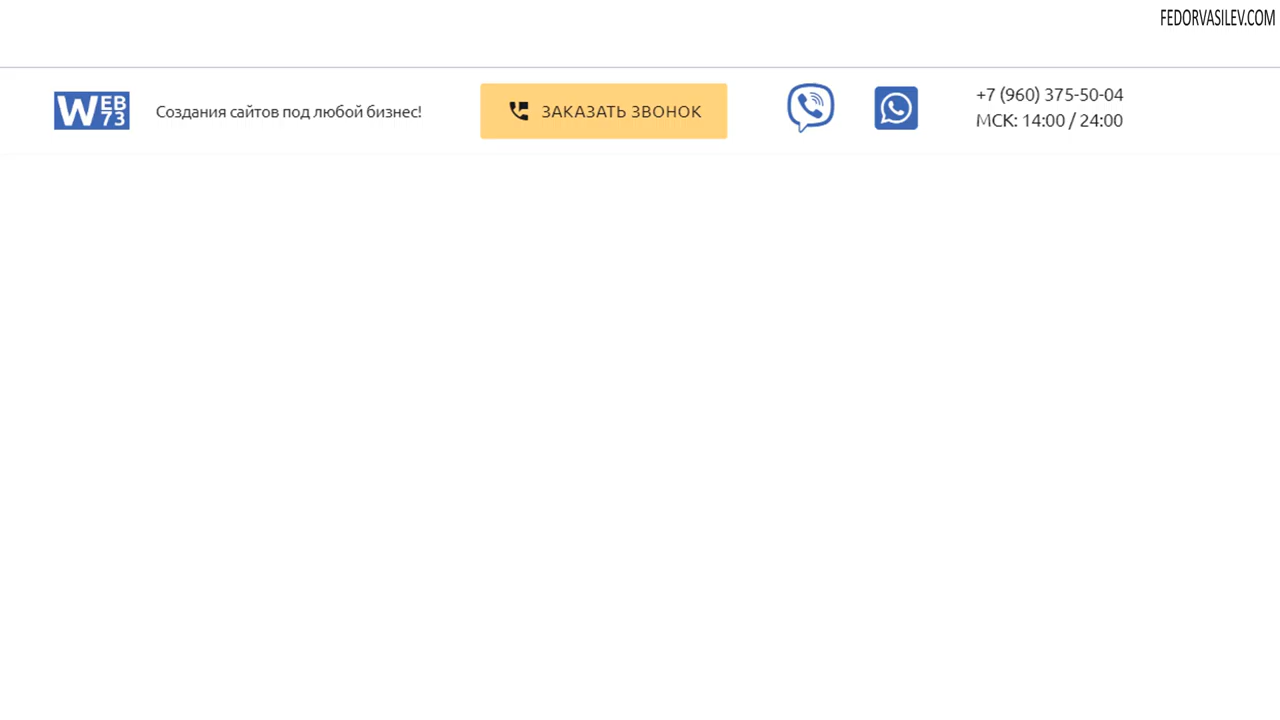 FEDORVASILEV.COM
WEB 73
Создания сайтов под любой бизнес!
ЗАКАЗАТЬ ЗВОНОК
+7 (960) 375-50-04
МСК: 14:00 / 24:00